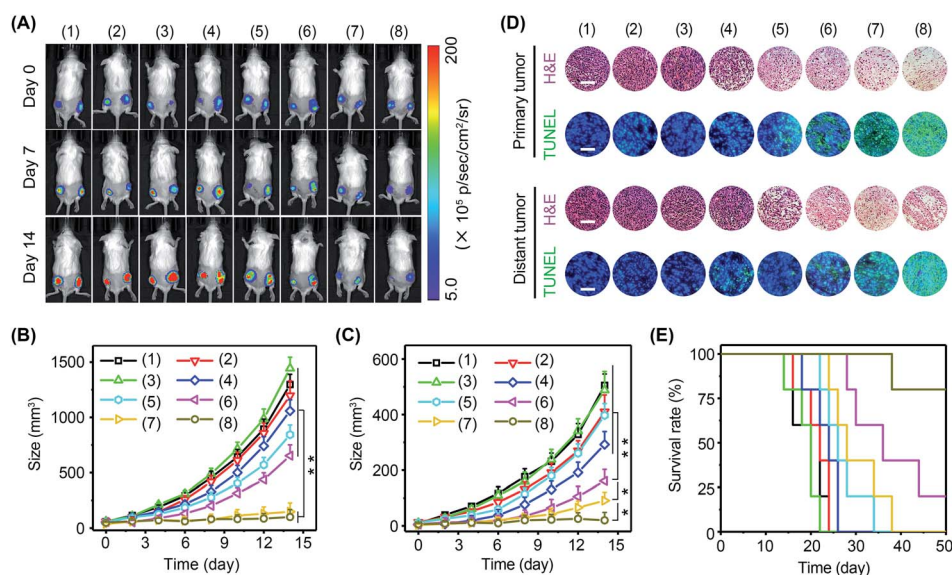 (A)
(1) (2) (3) (4) (5) (6) (7) (8)
Day 0
Day 7
Day 14
200
(× 10⁵ p/sec/cm²/sr)
5.0
(D)
(1) (2) (3) (4) (5) (6) (7) (8)
Primary tumor
H&E
TUNEL
Distant tumor
H&E
TUNEL
(B)
1500
1000
500
0
Size (mm³)
(1) (2)
(3) (4)
(5) (6)
(7) (8)
**
0 3 6 9 12 15
Time (day)
(C)
600
400
200
0
Size (mm³)
(1) (2)
(3) (4)
(5) (6)
(7) (8)
**
**
0 3 6 9 12 15
Time (day)
(E)
100
75
50
25
0
Survival rate (%)
0 10 20 30 40 50
Time (day)